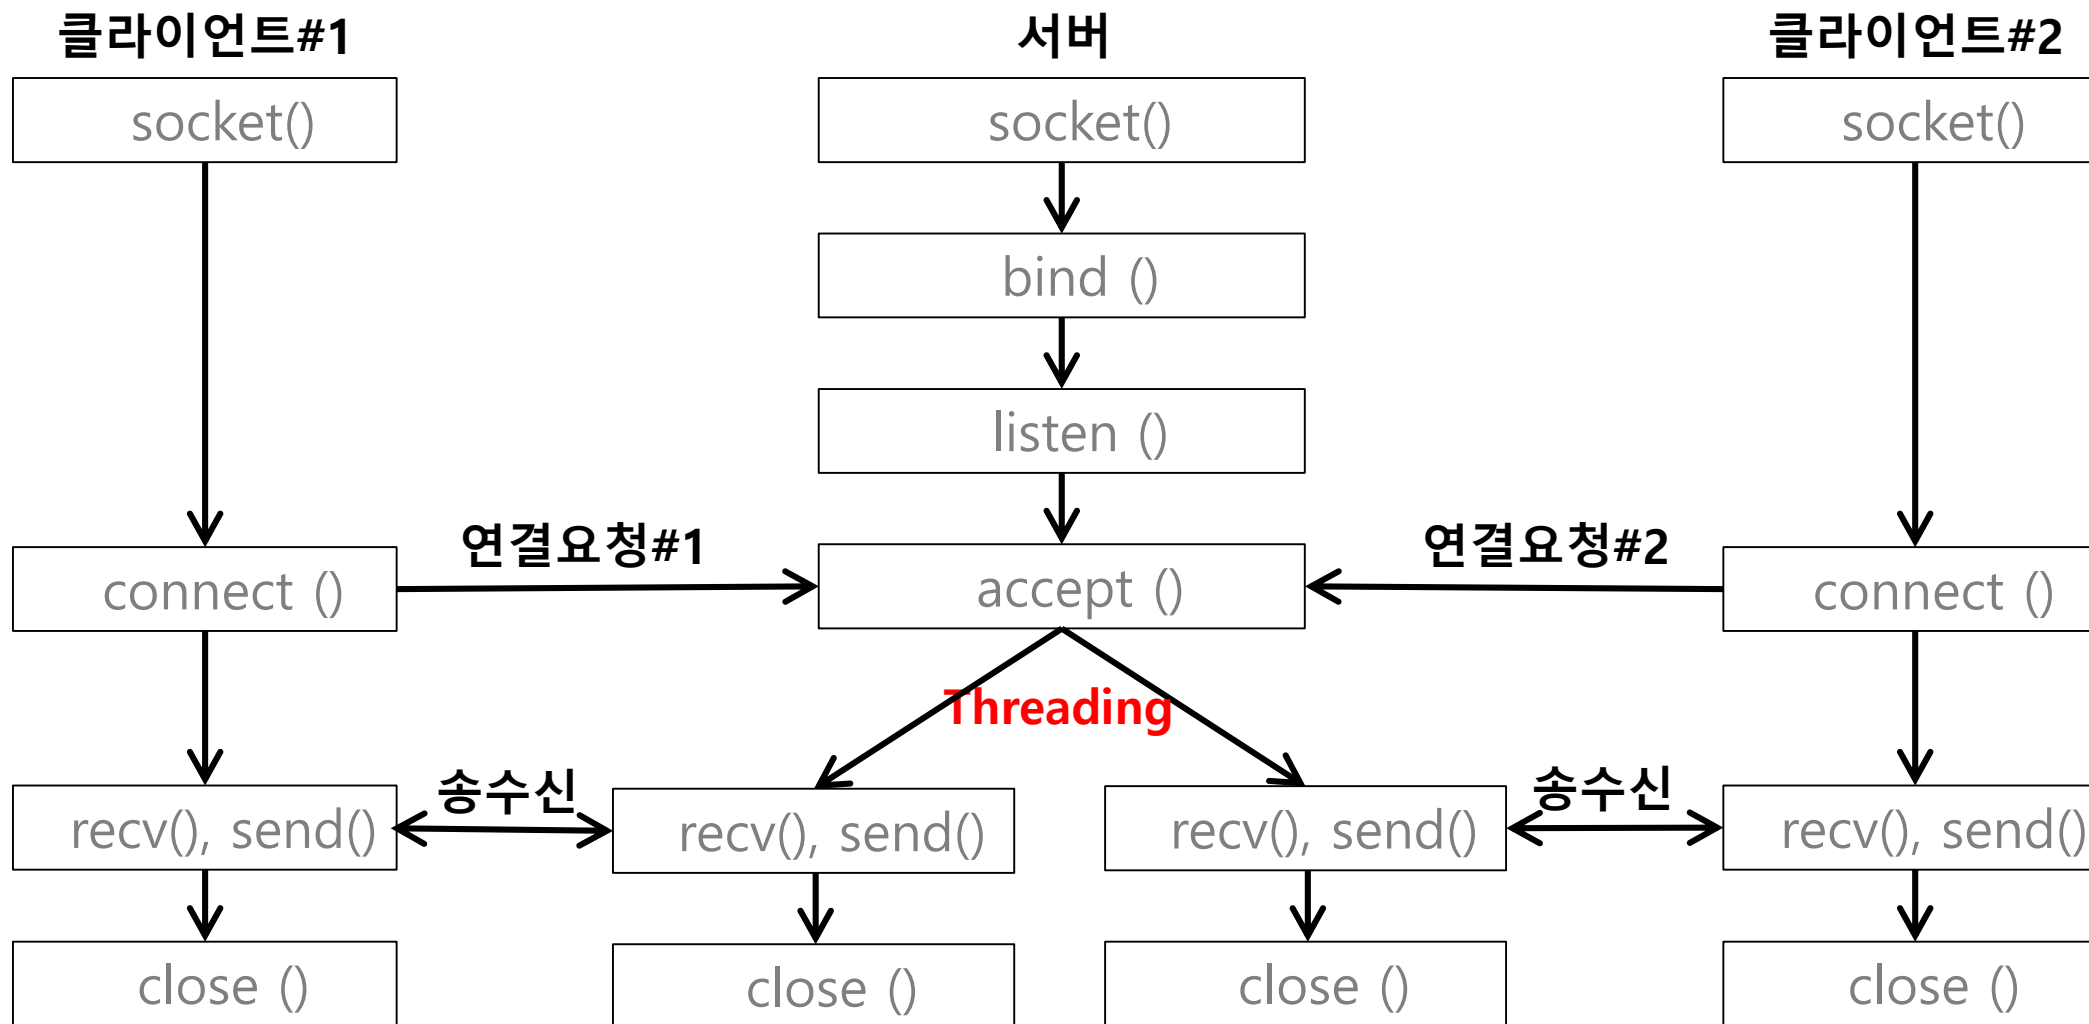 클라이언트#1
서버
클라이언트#2
socket()
socket()
socket()
bind ()
listen ()
연결요청#1
연결요청#2
connect ()
accept ()
connect ()
Threading
송수신
송수신
recv(), send()
recv(), send()
recv(), send()
recv(), send()
close ()
close ()
close ()
close ()